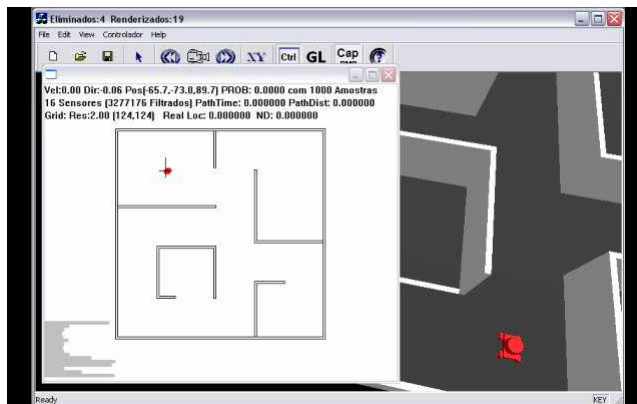 Eliminados:4 Renderizados:19
File Edit View Controlador Help
XY Ctrl GL Cap
Vel:0.00 Dir:-0.06 Pos(-65.7,-73.0,89.7) PROB: 0.0000 com 1000 Amostras
16 Sensores (3277176 Filtrados) PathTime: 0.000000 PathDist: 0.000000
Grid: Res:2.00 (124,124) Real Loc: 0.000000 ND: 0.000000
Ready KEY